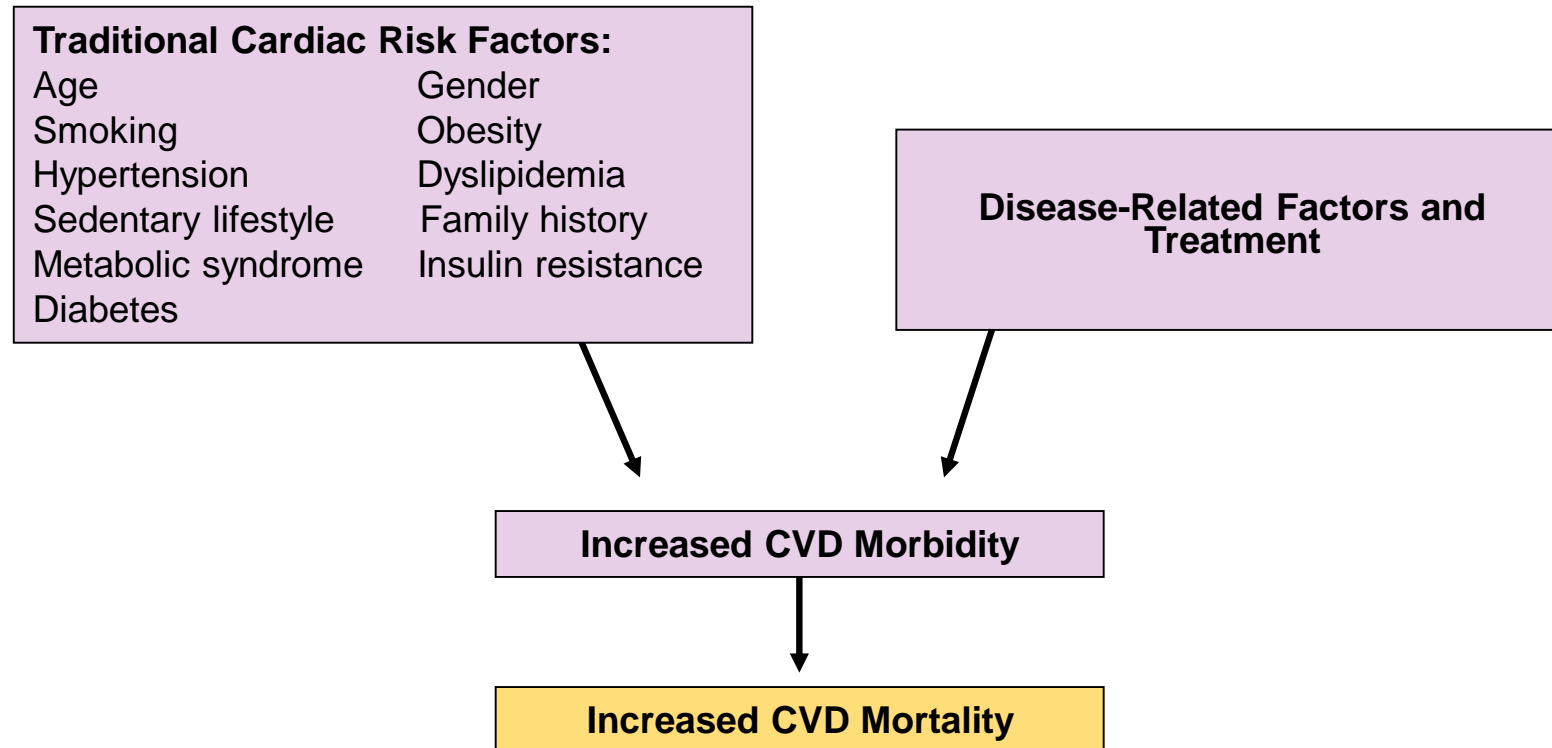 Traditional Cardiac Risk Factors:
Age Gender
Smoking Obesity
Hypertension Dyslipidemia
Sedentary lifestyle Family history
Metabolic syndrome Insulin resistance
Diabetes
Disease-Related Factors and
Treatment
Increased CVD Morbidity
Increased CVD Mortality